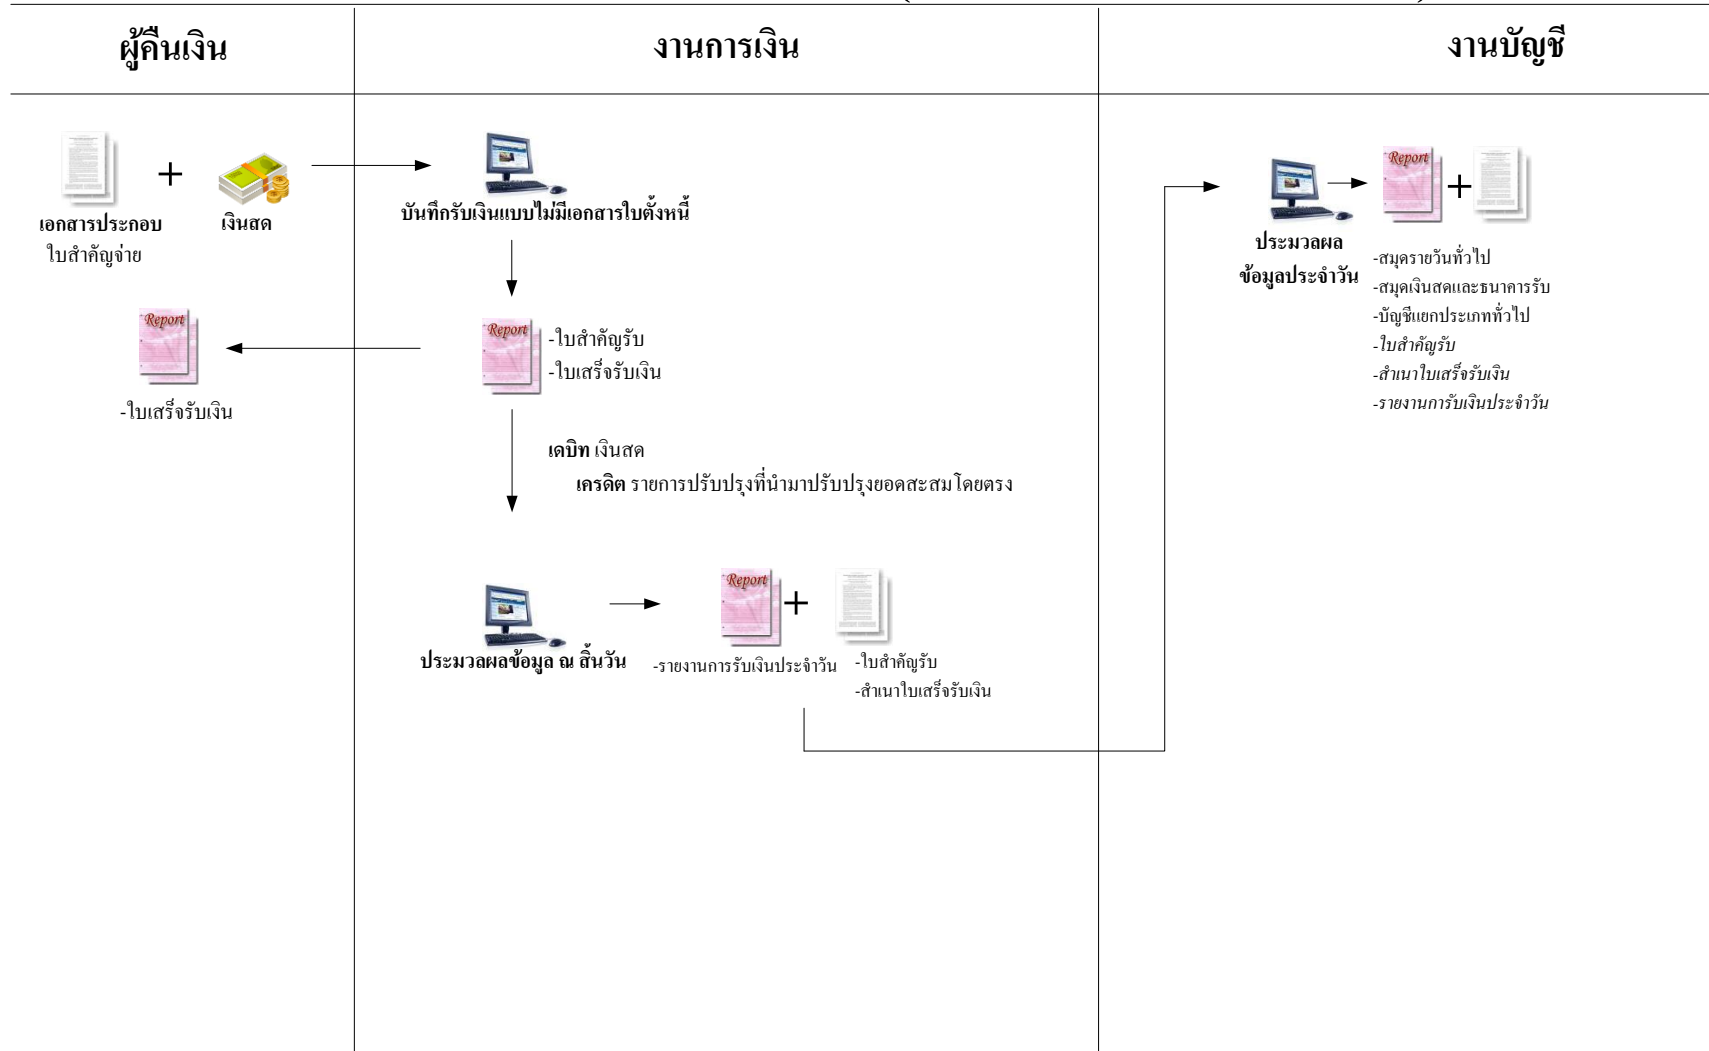 ผู้คืนเงิน
งานการเงิน
งานบัญชี
เอกสารประกอบ
ใบสำคัญจ่าย
+
เงินสด
บันทึกรับเงินแบบไม่มีเอกสารใบตั้งหนี้
Report
-ใบสำคัญรับ
-ใบเสร็จรับเงิน
Report
-ใบเสร็จรับเงิน
เดบิท เงินสด
เครดิต รายการปรับปรุงที่นำมาปรับปรุงยอดสะสมโดยตรง
ประมวลผลข้อมูล ณ สิ้นวัน
Report
+
-รายงานการรับเงินประจำวัน
-ใบสำคัญรับ
-สำเนาใบเสร็จรับเงิน
ประมวลผล
ข้อมูลประจำวัน
Report
+
-สมุดรายวันทั่วไป
-สมุดเงินสดและธนาคารรับ
-บัญชีแยกประเภททั่วไป
-ใบสำคัญรับ
-สำเนาใบเสร็จรับเงิน
-รายงานการับเงินประจำวัน